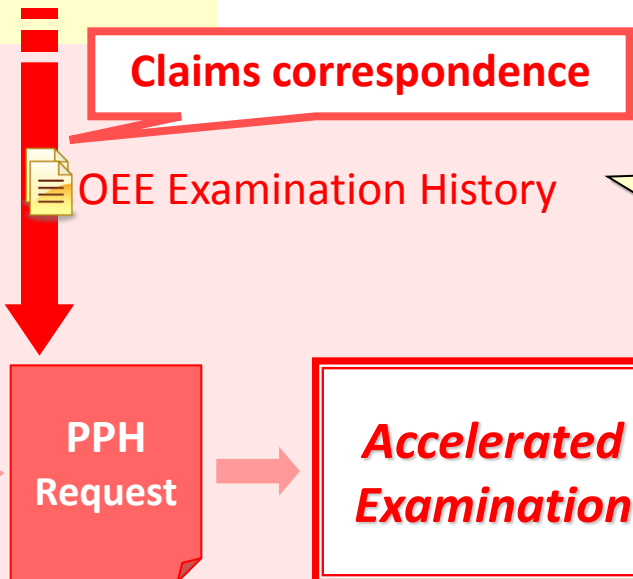 Claims correspondence
OEE Examination History
PPH
Request
Accelerated
Examination